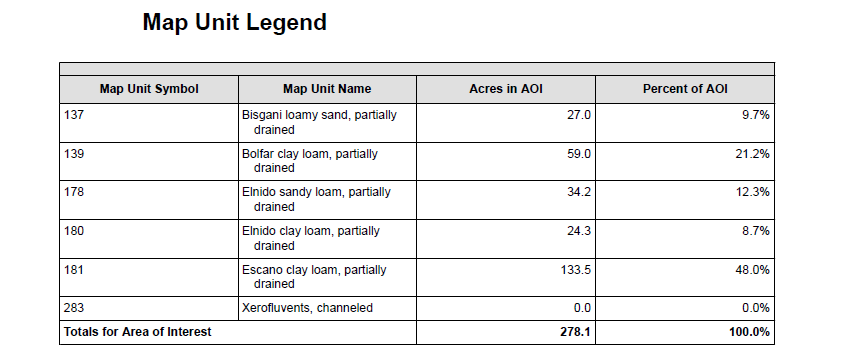 Map Unit Legend
Map Unit Symbol Map Unit Name Acres in AOI Percent of AOI
137 Bisgani loamy sand, partially 27.0 9.7%
drained
139 Bolfar clay loam, partially 59.0 21.2%
drained
178 Elnido sandy loam, partially 34.2 12.3%
drained
180 Elnido clay loam, partially 24.3 8.7%
drained
181 Escano clay loam, partially 133.5 48.0%
drained
283 Xerofluvents, channeled 0.0 0.0%
Totals for Area of Interest 278.1 100.0%